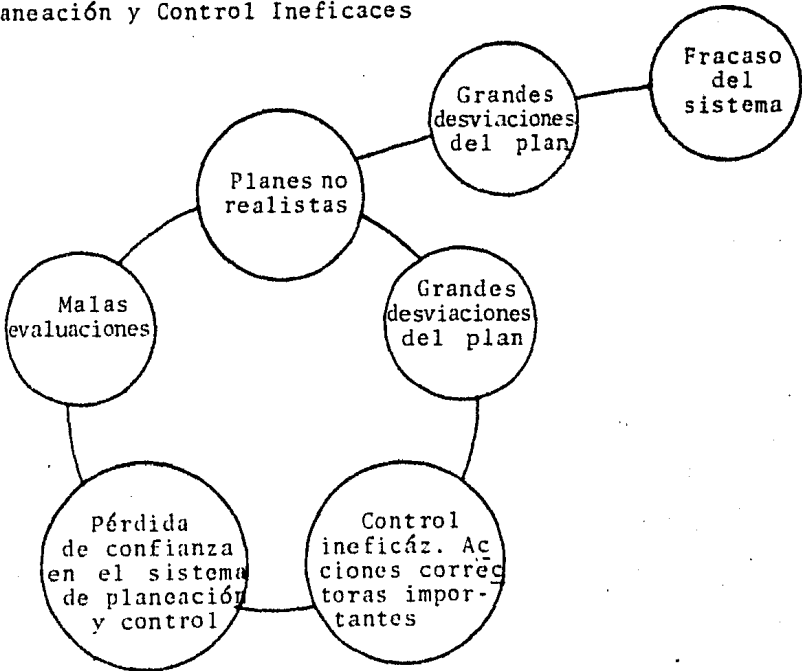 aneación y Control Ineficaces
Fracaso
del
sistema
Grandes
desviaciones
del plan
Planes no
realistas
Grandes
desviaciones
del plan
Malas
evaluaciones
Control
ineficáz. Ac
ciones correc
toras impor-
tantes
Pérdida
de confianza
en el sistema
de planeación
y control